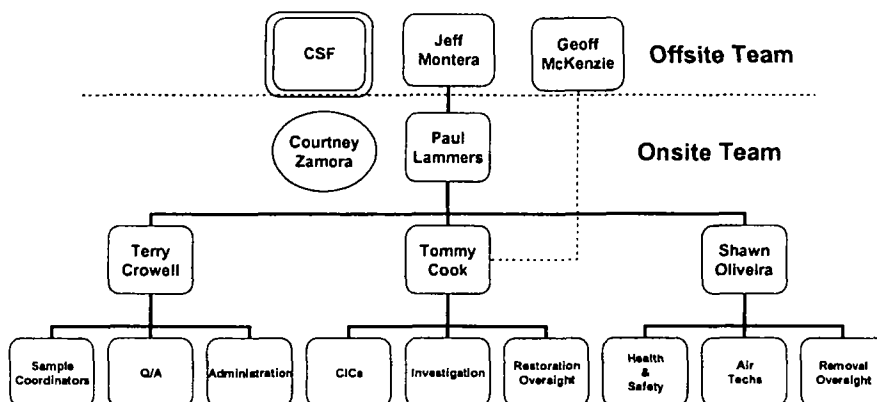 CSF
Jeff
Montera
Geoff
McKenzie
Offsite Team
Courtney
Zamora
Paul
Lammers
Onsite Team
Terry
Crowell
Tommy
Cook
Shawn
Oliveira
Sample
Coordinators
Q/A
Administration
CICs
Investigation
Restoration
Oversight
Health
&
Safety
Air
Techs
Removal
Oversight